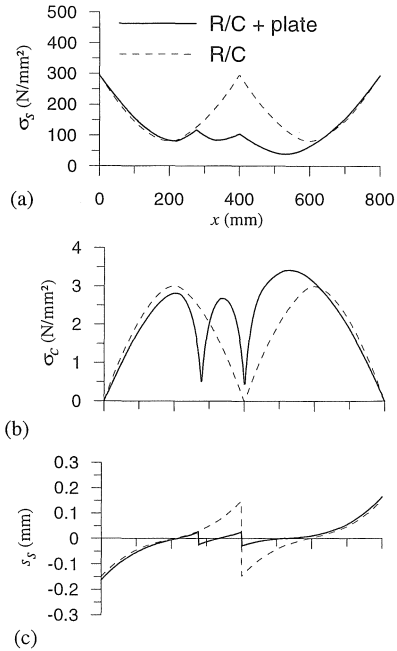 R/C + plate
R/C
500
400
300
200
100
0
σs (N/mm²)
0 200 400 600 800
x (mm)
(a)
4
3
2
1
0
σc (N/mm²)
(b)
0.3
0.2
0.1
0
-0.1
-0.2
-0.3
ss (mm)
(c)